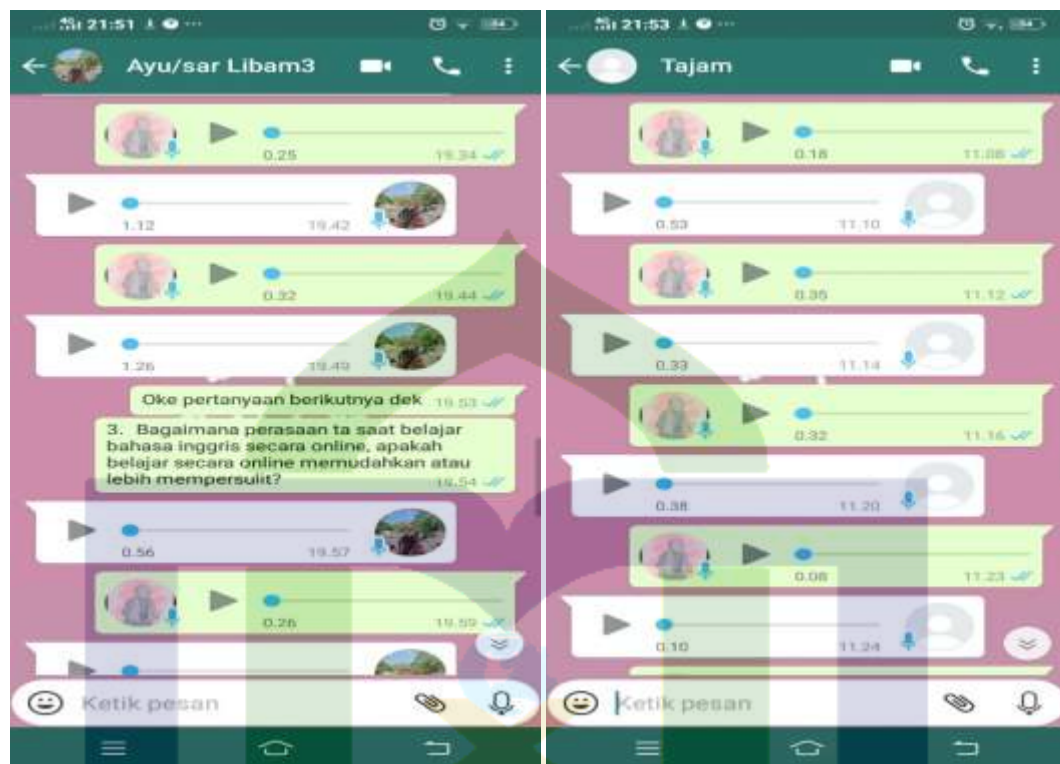 21:51
84
Ayu/sar Libam3
0.25 19.34
1.12 19.42
0.32 19.44
1.26 19.49
Oke pertanyaan berikutnya dek 19.53
3. Bagaimana perasaan ta saat belajar
bahasa inggris secara online, apakah
belajar secara online memudahkan atau
lebih mempersulit? 19.54
0.56 19.57
0.26 19.59
Ketik pesan
21:53
84
Tajam
0.18 11.08
0.53 11.10
0.35 11.12
0.33 11.14
0.32 11.16
0.38 11.20
0.08 11.23
0.10 11.24
Ketik pesan